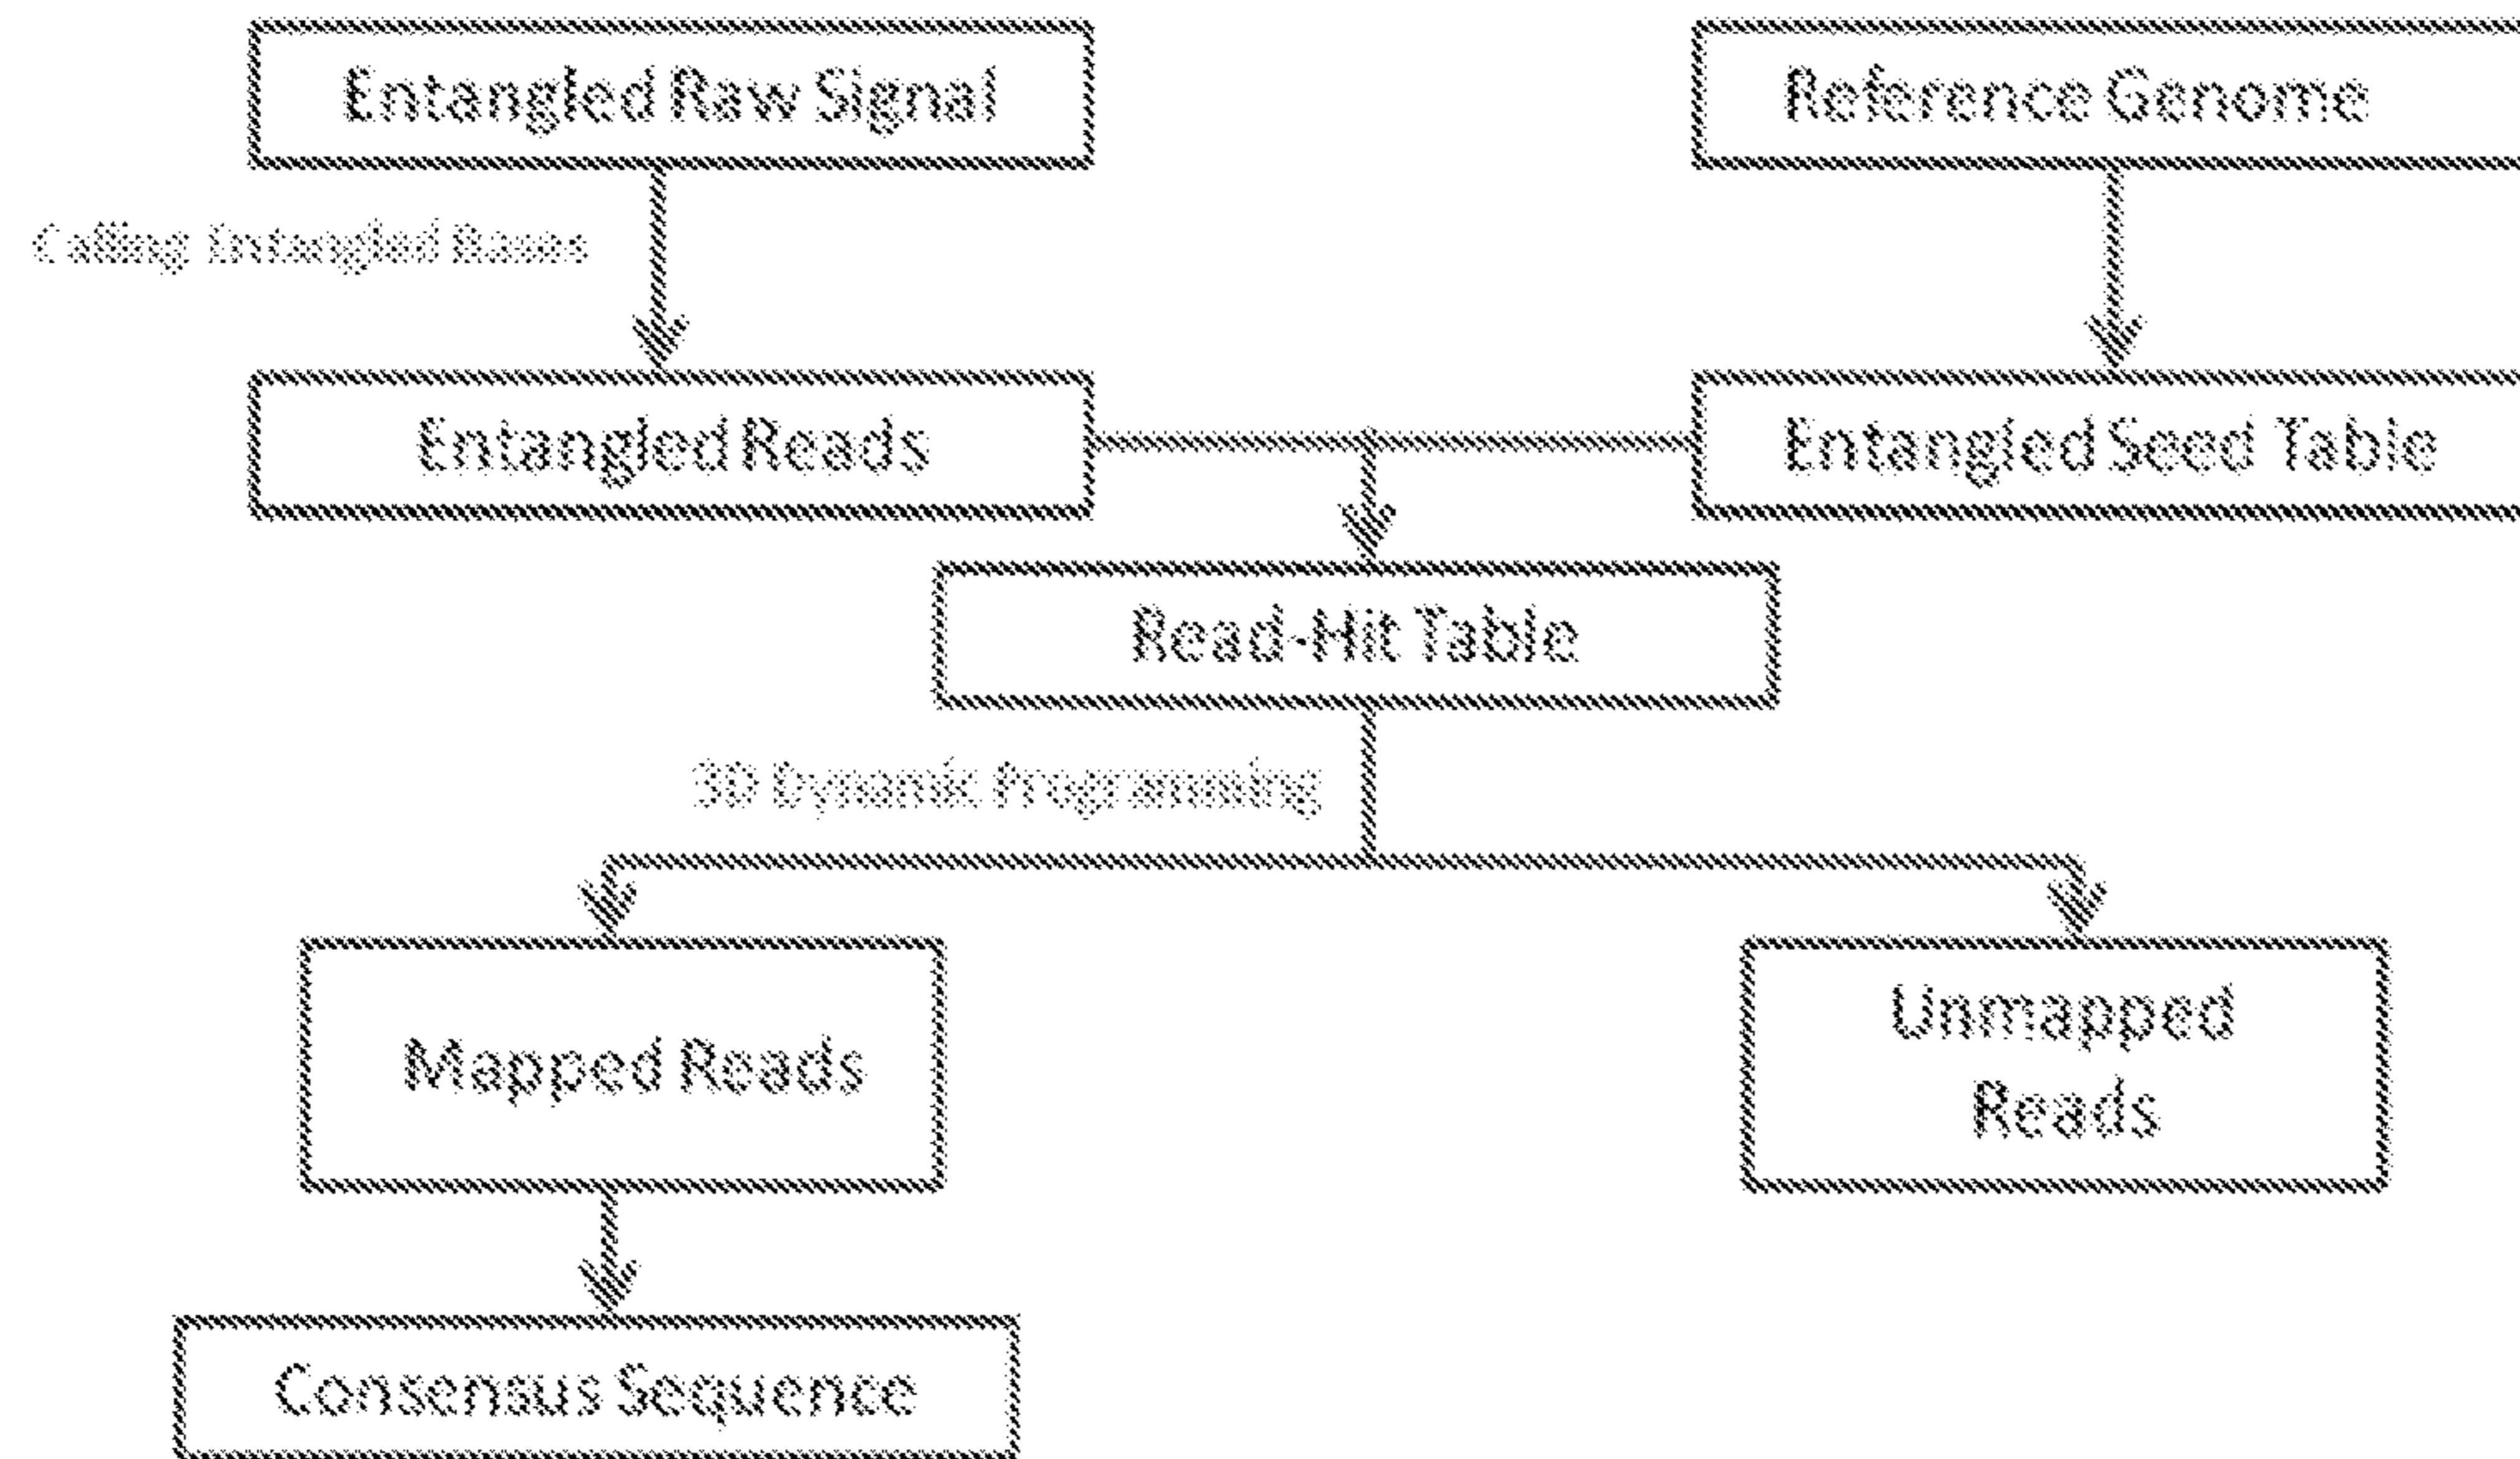 Entangled Raw Signal
Reference Genome
Calling Entangled Bases
Entangled Reads
Entangled Seed Table
Read-Hit Table
3D Dynamic Programming
Mapped Reads
Unmapped
Reads
Consensus Sequence